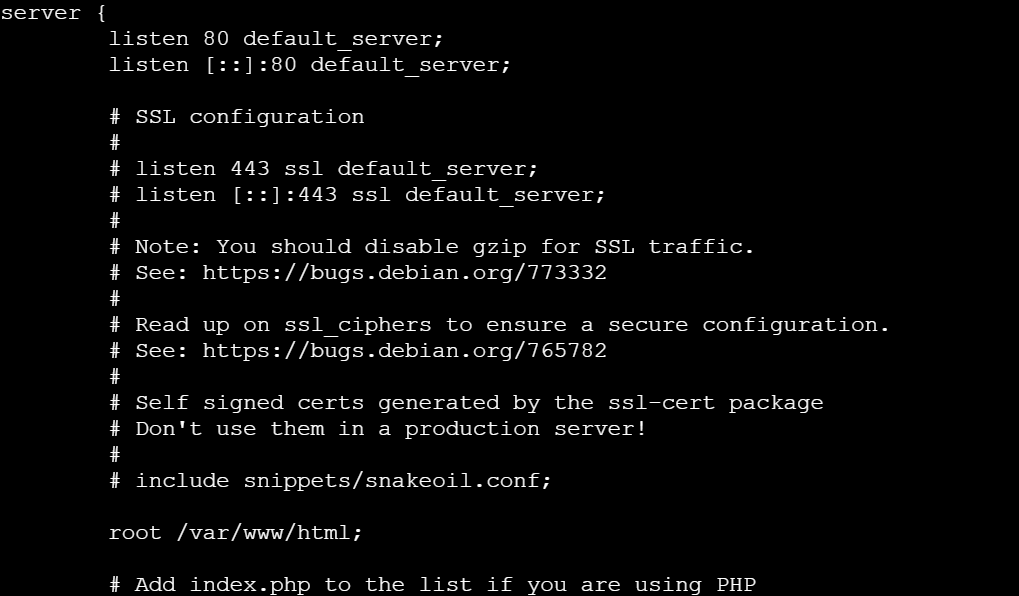 server {
listen 80 default_server;
listen [::]:80 default_server;
# SSL configuration
#
# listen 443 ssl default_server;
# listen [::]:443 ssl default_server;
#
# Note: You should disable gzip for SSL traffic.
# See: https://bugs.debian.org/773332
#
# Read up on ssl_ciphers to ensure a secure configuration.
# See: https://bugs.debian.org/765782
#
# Self signed certs generated by the ssl-cert package
# Don't use them in a production server!
#
# include snippets/snakeoil.conf;
root /var/www/html;
# Add index.php to the list if you are using PHP